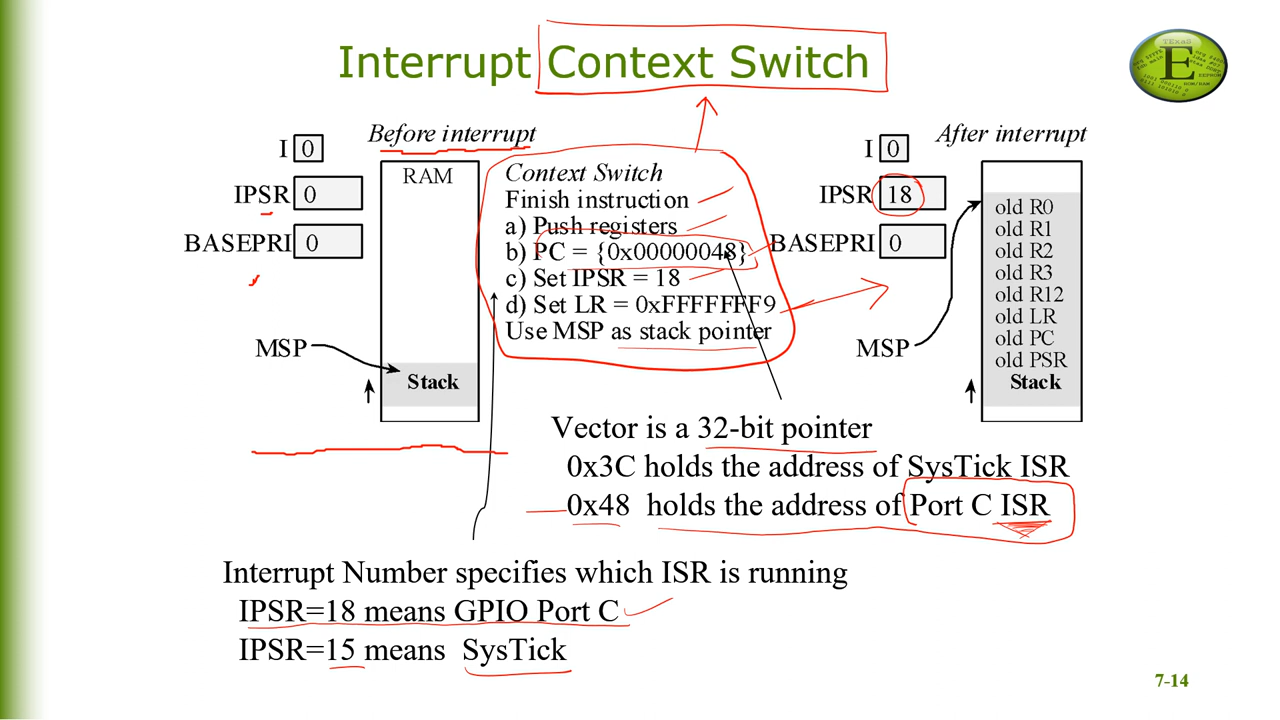 Interrupt Context Switch
TExaS
E
Before interrupt
I 0
IPSR 0
BASEPRI 0
MSP
RAM
Stack
Context Switch
Finish instruction
a) Push registers
b) PC = {0x00000048}
c) Set IPSR = 18
d) Set LR = 0xFFFFFFF9
Use MSP as stack pointer
After interrupt
I 0
IPSR 18
BASEPRI 0
MSP
old R0
old R1
old R2
old R3
old R12
old LR
old PC
old PSR
Stack
Vector is a 32-bit pointer
0x3C holds the address of SysTick ISR
0x48 holds the address of Port C ISR
Interrupt Number specifies which ISR is running
IPSR=18 means GPIO Port C
IPSR=15 means SysTick
7-14